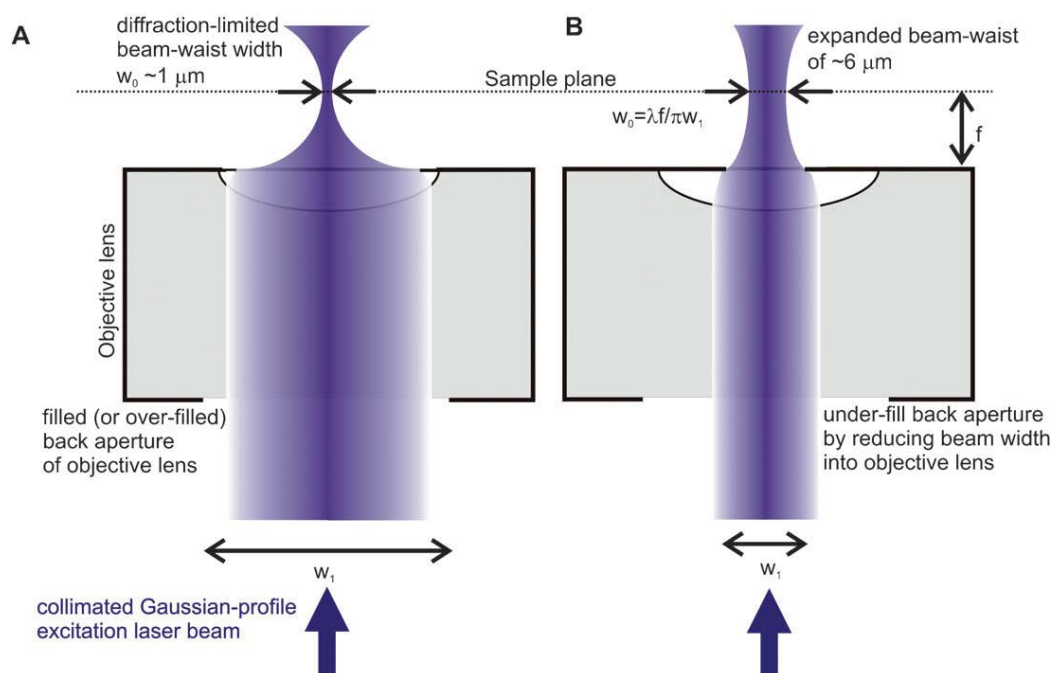 A
diffraction-limited
beam-waist width
w₀ ~1 μm
B
expanded beam-waist
of ~6 μm
Sample plane
w₀=λf/πw₁
f
Objective lens
filled (or over-filled)
back aperture
of objective lens
under-fill back aperture
by reducing beam width
into objective lens
w₁
w₁
collimated Gaussian-profile
excitation laser beam